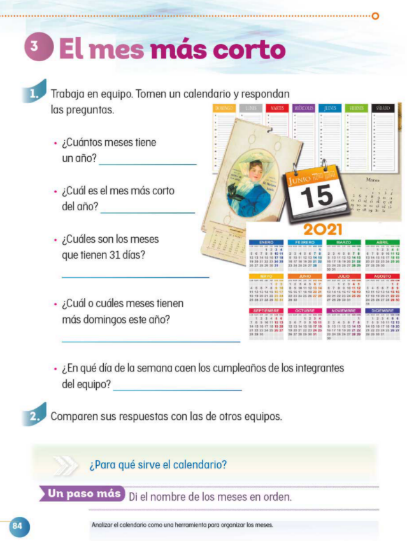 3 El mes más corto
1. Trabaja en equipo. Tomen un calendario y respondan
las preguntas.
• ¿Cuántos meses tiene
un año?
• ¿Cuál es el mes más corto
del año?
• ¿Cuáles son los meses
que tienen 31 días?
• ¿Cuál o cuáles meses tienen
más domingos este año?
JUNIO
15
Marzo
2021
ENERO FEBRERO MARZO ABRIL
MAYO JUNIO JULIO AGOSTO
SEPTIEMBRE OCTUBRE NOVIEMBRE DICIEMBRE
• ¿En qué día de la semana caen los cumpleaños de los integrantes
del equipo?
2. Comparen sus respuestas con las de otros equipos.
¿Para qué sirve el calendario?
Un paso más Di el nombre de los meses en orden.
84 Analizar el calendario como una herramienta para organizar los meses.